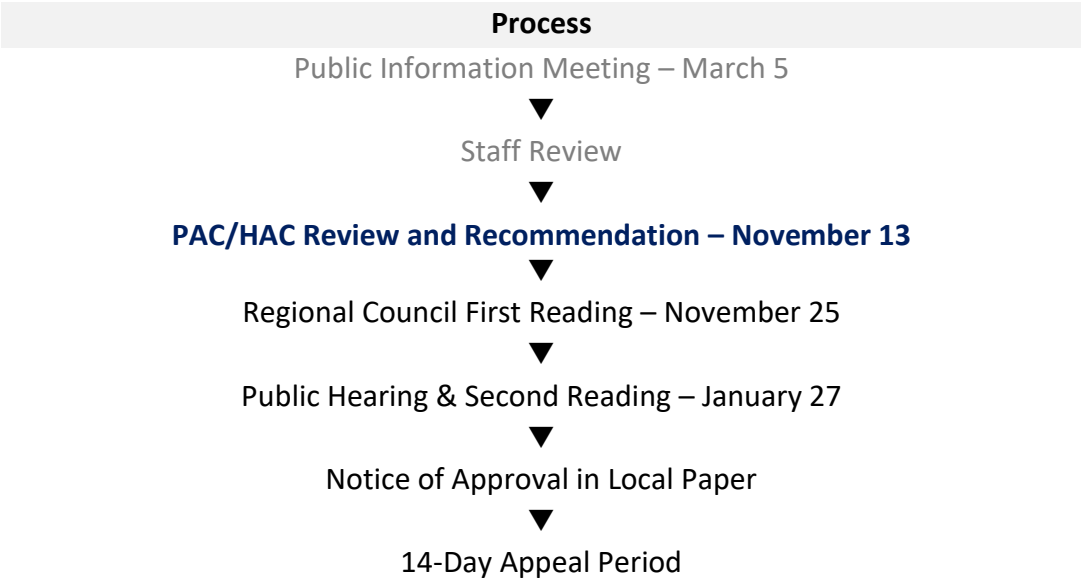 Process
Public Information Meeting – March 5
▼
Staff Review
▼
PAC/HAC Review and Recommendation – November 13
▼
Regional Council First Reading – November 25
▼
Public Hearing & Second Reading – January 27
▼
Notice of Approval in Local Paper
▼
14-Day Appeal Period